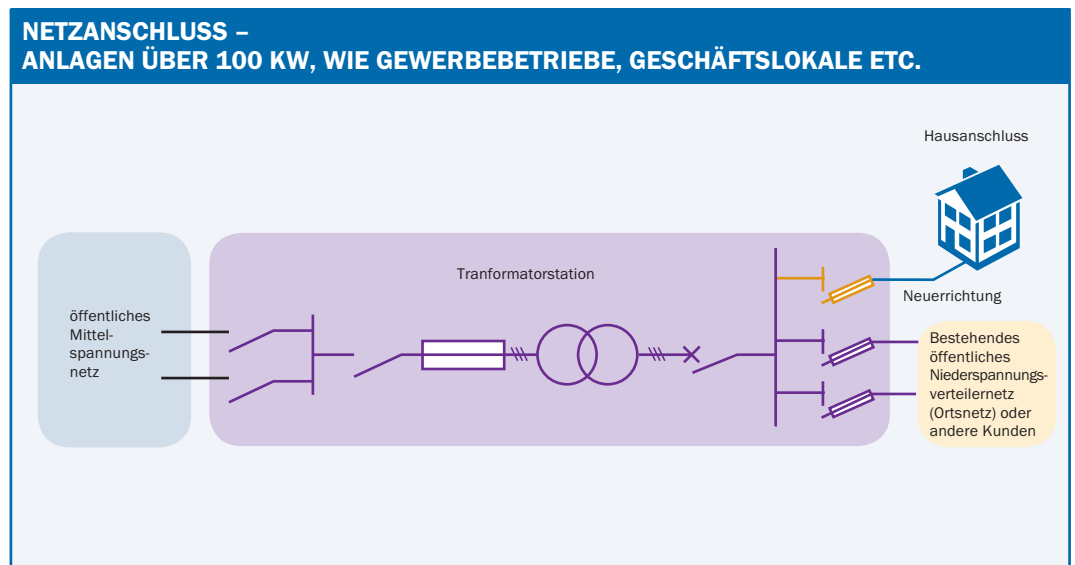 NETZANSCHLUSS –
ANLAGEN ÜBER 100 KW, WIE GEWERBEBETRIEBE, GESCHÄFTSLOKALE ETC.
Hausanschluss
Tranformatorstation
Neuerrichtung
öffentliches
Mittel-
spannungs-
netz
Bestehendes
öffentliches
Niederspannungs-
verteilernetz
(Ortsnetz) oder
andere Kunden